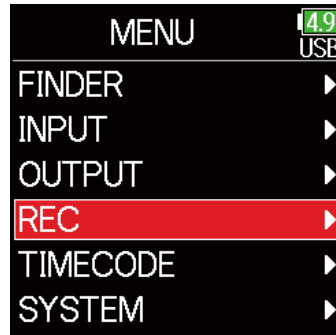 MENU
4.9
USB
FINDER
INPUT
OUTPUT
REC
TIMECODE
SYSTEM